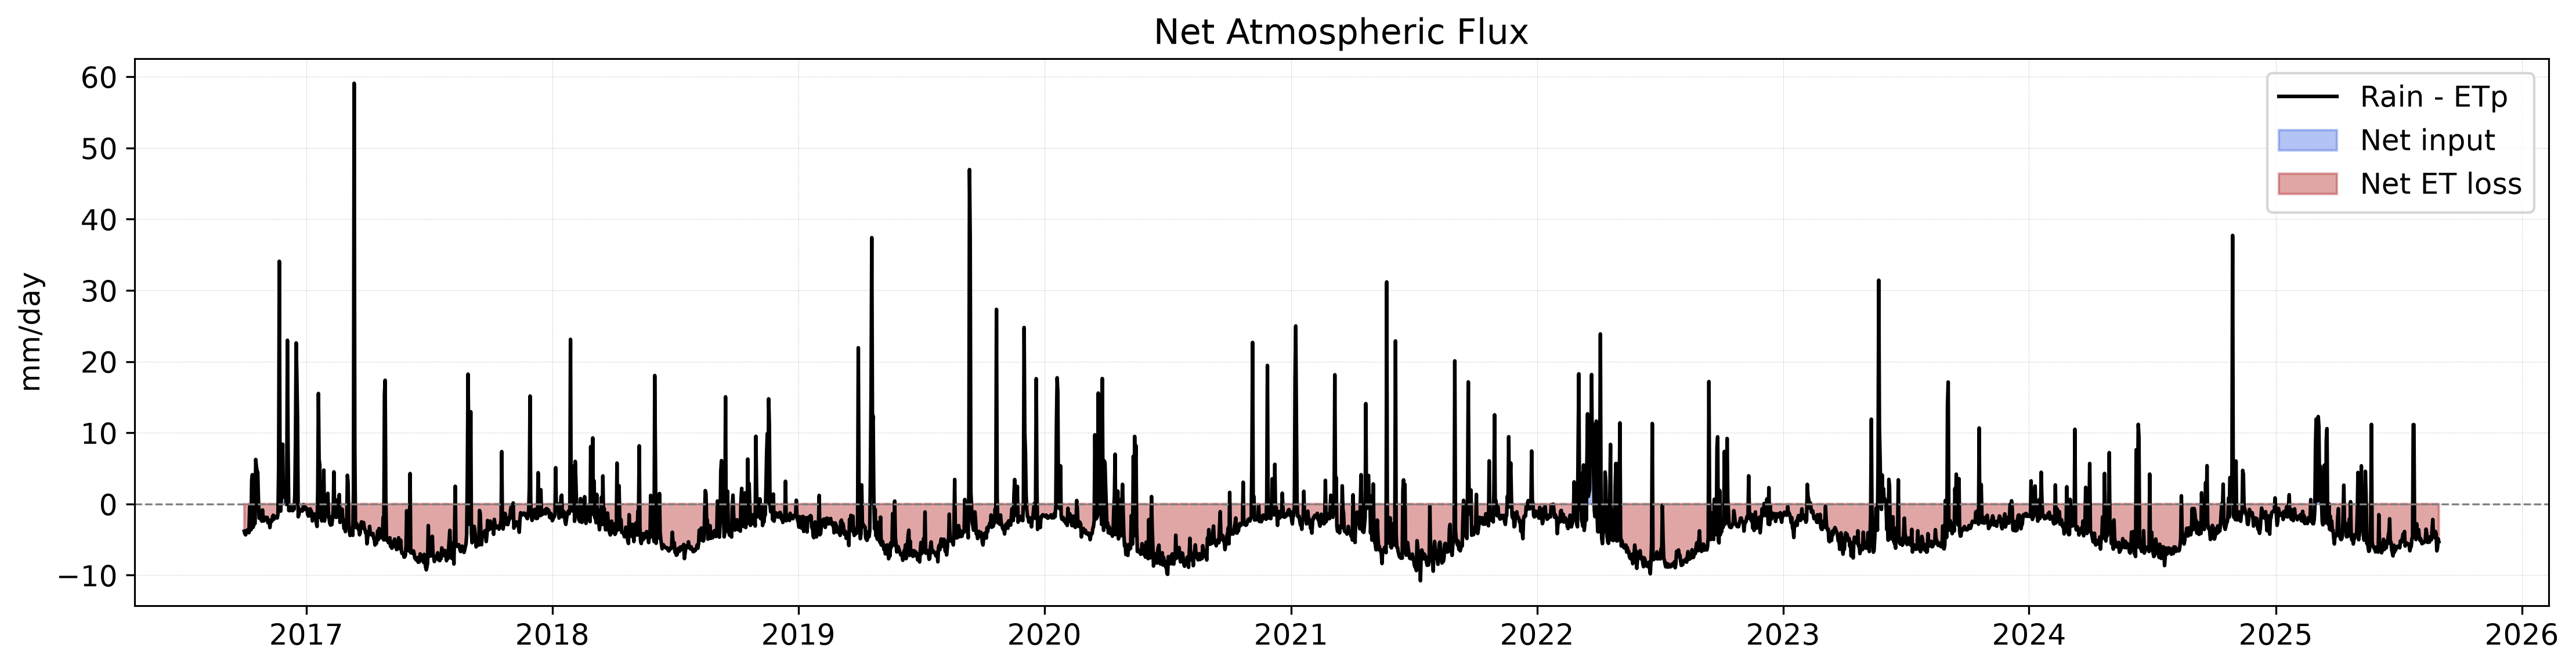 Net Atmospheric Flux
60
50
40
30
20
10
0
−10
mm/day
Rain - ETp
Net input
Net ET loss
2017 2018 2019 2020 2021 2022 2023 2024 2025 2026